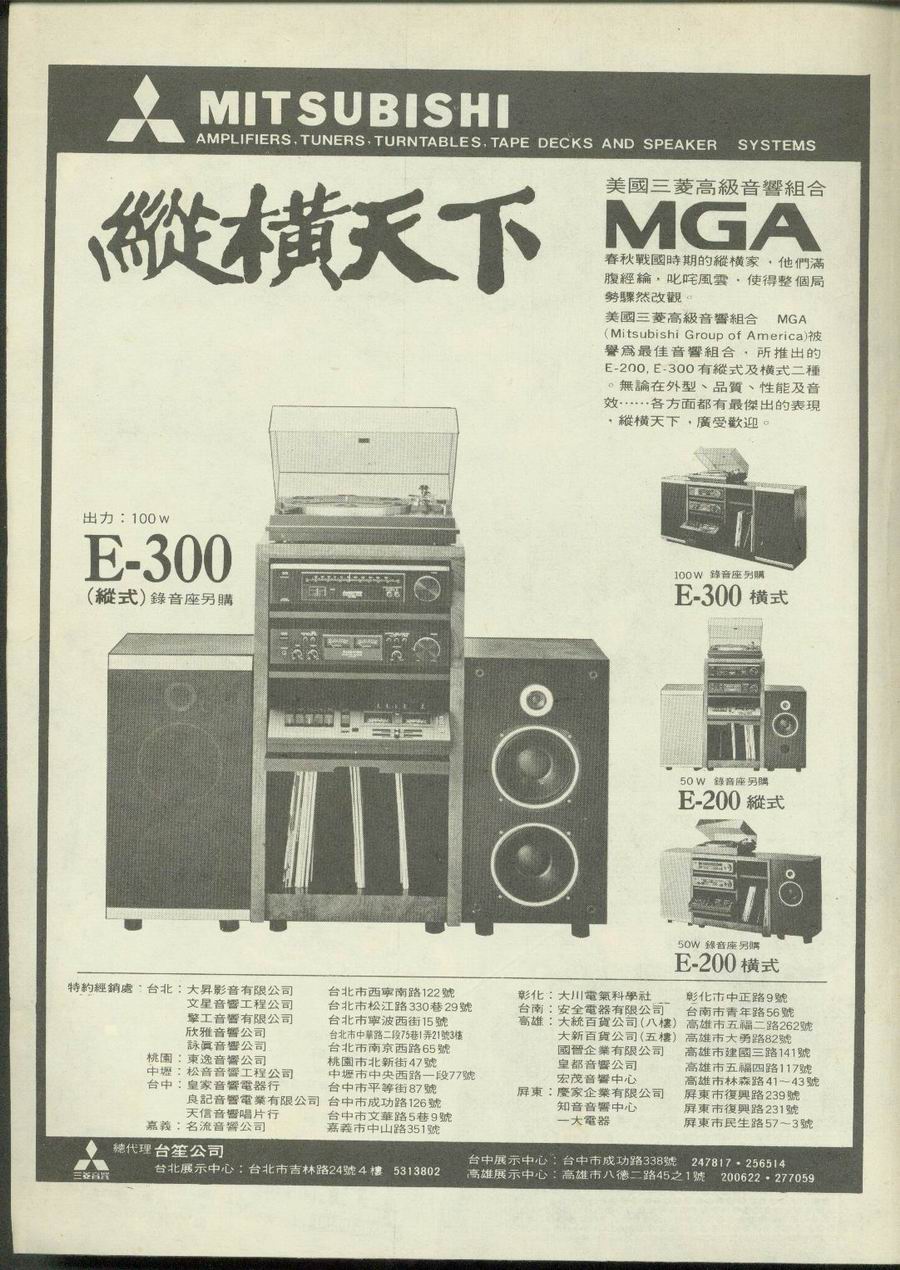 MITSUBISHI
AMPLIFIERS, TUNERS, TURNTABLES, TAPE DECKS AND SPEAKER SYSTEMS
縱橫天下
美國三菱高級音響組合
MGA
春秋戰國時期的縱橫家，他們滿
腹經綸，叱咤風雲，使得整個局
勢驟然改觀。
美國三菱高級音響組合 MGA
(Mitsubishi Group of America)被
譽爲最佳音響組合，所推出的
E-200, E-300 有縱式及橫式二種
。無論在外型、品質、性能及音
效……各方面都有最傑出的表現
，縱橫天下，廣受歡迎。
出力：100W
E-300
(縱式) 錄音座另購
100W 錄音座另購
E-300 橫式
50W 錄音座另購
E-200 縱式
50W 錄音座另購
E-200 橫式
特約經銷處：台北：大昇影音有限公司 台北市西寧南路122號
文星音響工程公司 台北市松江路330巷29號
擎工音響有限公司 台北市寧波西街15號
欣雅音響公司 台北市中華路二段75巷1弄21號3樓
詠眞音響公司 台北市南京西路65號
桃園：東逸音響公司 桃園市北新街47號
中壢：松音音響工程公司 中壢市中央西路一段77號
台中：皇家音響電器行 台中市平等街87號
良記音響電業有限公司 台中市成功路126號
天信音響唱片行 台中市文華路5巷9號
嘉義：名流音響公司 嘉義市中山路351號
彰化：大川電氣科學社 彰化市中正路9號
台南：安全電器有限公司 台南市青年路56號
高雄：大統百貨公司(八樓) 高雄市五福二路262號
大新百貨公司(五樓) 高雄市大勇路82號
國晉企業有限公司 高雄市建國三路141號
皇都音響公司 高雄市五福四路117號
宏茂音響中心 高雄市林森路41～43號
屏東：慶家企業有限公司 屏東市復興路239號
知音音響中心 屏東市復興路231號
一大電器 屏東市民生路57～3號
三菱音響
總代理 台笙公司
台北展示中心：台北市吉林路24號4樓 5313802
台中展示中心：台中市成功路338號 247817・256514
高雄展示中心：高雄市八德二路45之1號 200622・277059